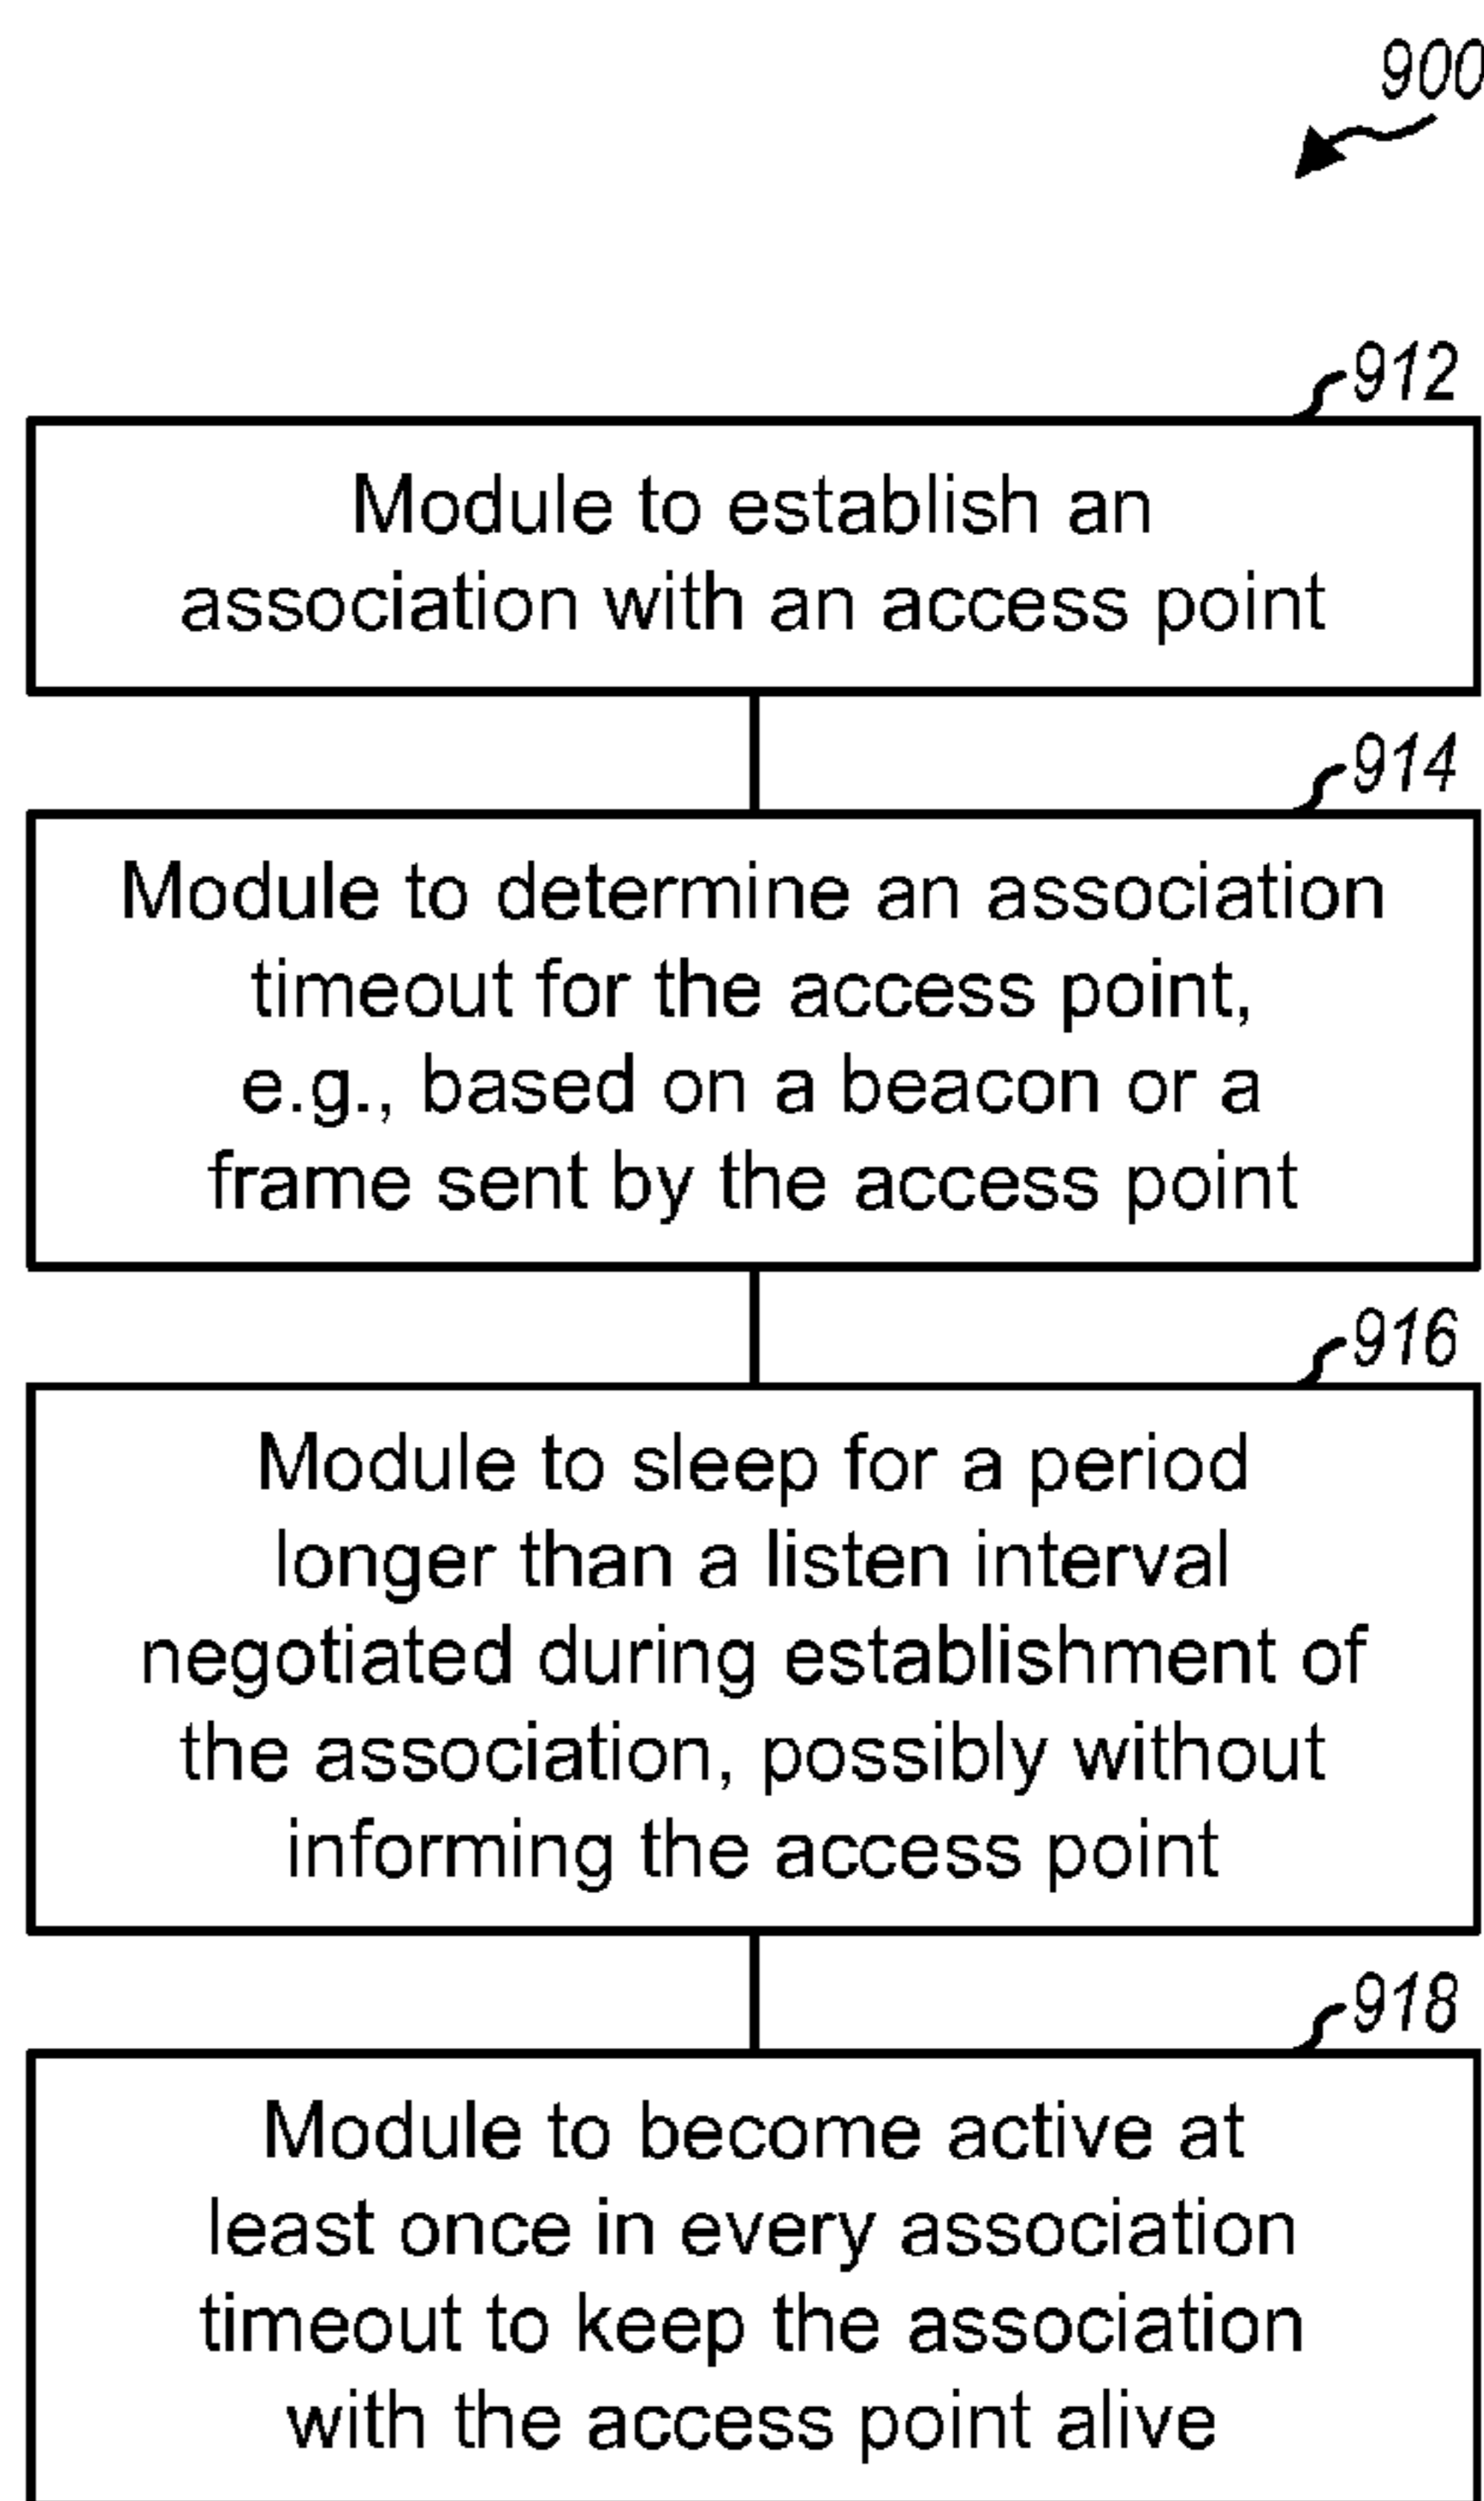 900
912
Module to establish an
association with an access point
914
Module to determine an association
timeout for the access point,
e.g., based on a beacon or a
frame sent by the access point
916
Module to sleep for a period
longer than a listen interval
negotiated during establishment of
the association, possibly without
informing the access point
918
Module to become active at
least once in every association
timeout to keep the association
with the access point alive